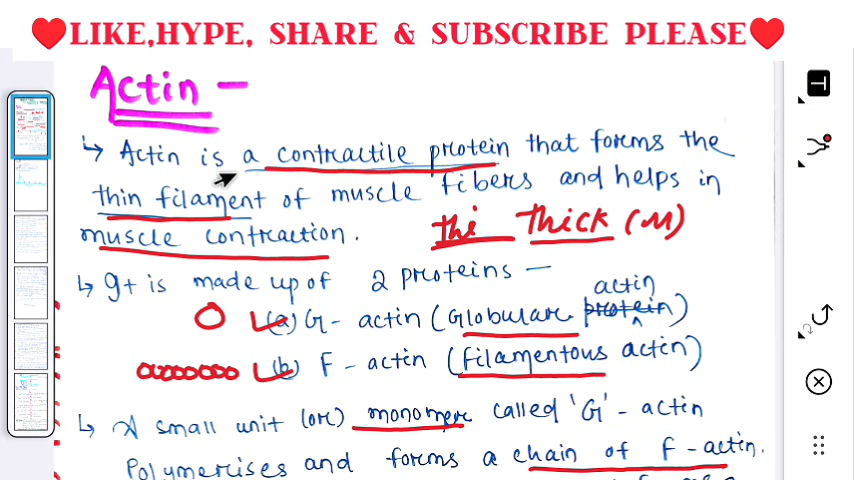 ♥LIKE,HYPE, SHARE & SUBSCRIBE PLEASE♥
Actin -
↳ Actin is a contractile protein that forms the
thin filament of muscle fibers and helps in
muscle contraction. thi thick (M)
↳ It is made up of 2 proteins -
actin
(a) G- actin (Globular protein)
(b) F - actin (filamentous actin)
↳ A small unit (or) monomer called 'G' - actin
Polymerises and forms a chain of F - actin.